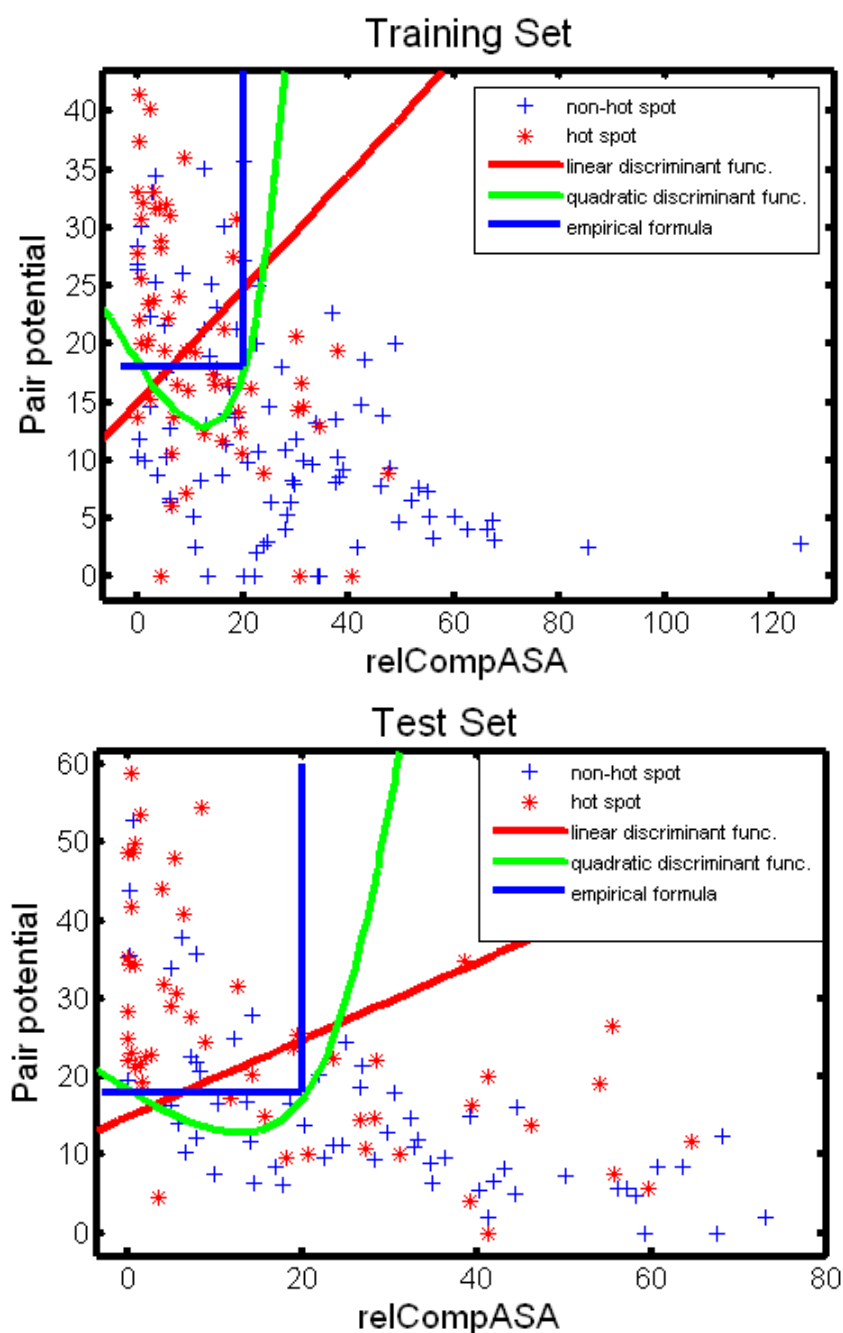 Training Set
40
35
30
25
20
15
10
5
0
Pair potential
non-hot spot
hot spot
linear discriminant func.
quadratic discriminant func.
empirical formula
0 20 40 60 80 100 120
relCompASA
Test Set
60
50
40
30
20
10
0
Pair potential
non-hot spot
hot spot
linear discriminant func.
quadratic discriminant func.
empirical formula
0 20 40 60 80
relCompASA